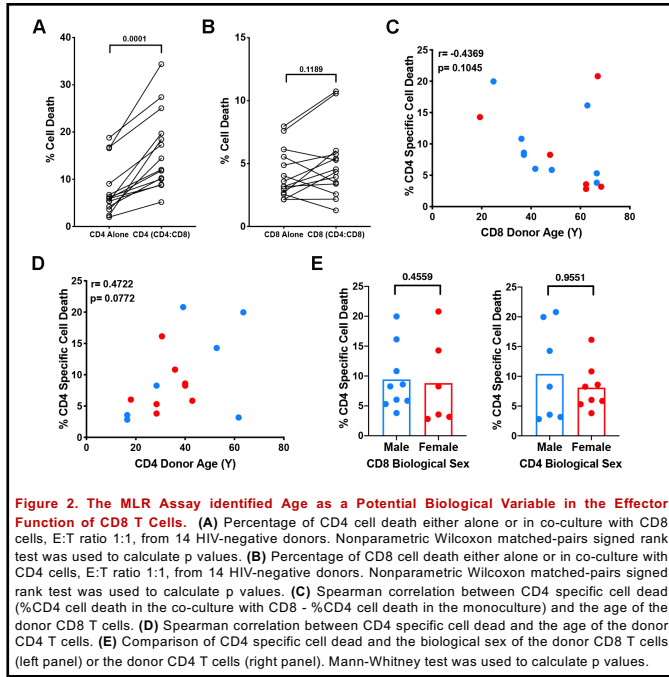 A
B
C
0.0001
0.1189
% Cell Death
40
30
20
10
0
CD4 Alone CD4 (CD4:CD8)
% Cell Death
15
10
5
0
CD8 Alone CD8 (CD4:CD8)
% CD4 Specific Cell Death
r= -0.4369
p= 0.1045
25
20
15
10
5
0
0 20 40 60 80
CD8 Donor Age (Y)
D
E
% CD4 Specific Cell Death
r= 0.4722
p= 0.0772
25
20
15
10
5
0
0 20 40 60 80
CD4 Donor Age (Y)
0.4559
% CD4 Specific Cell Death
25
20
15
10
5
0
Male Female
CD8 Biological Sex
0.9551
% CD4 Specific Cell Death
25
20
15
10
5
0
Male Female
CD4 Biological Sex
Figure 2. The MLR Assay identified Age as a Potential Biological Variable in the Effector
Function of CD8 T Cells. (A) Percentage of CD4 cell death either alone or in co-culture with CD8
cells, E:T ratio 1:1, from 14 HIV-negative donors. Nonparametric Wilcoxon matched-pairs signed rank
test was used to calculate p values. (B) Percentage of CD8 cell death either alone or in co-culture with
CD4 cells, E:T ratio 1:1, from 14 HIV-negative donors. Nonparametric Wilcoxon matched-pairs signed
rank test was used to calculate p values. (C) Spearman correlation between CD4 specific cell dead
(%CD4 cell death in the co-culture with CD8 - %CD4 cell death in the monoculture) and the age of the
donor CD8 T cells. (D) Spearman correlation between CD4 specific cell dead and the age of the donor
CD4 T cells. (E) Comparison of CD4 specific cell dead and the biological sex of the donor CD8 T cells
(left panel) or the donor CD4 T cells (right panel). Mann-Whitney test was used to calculate p values.